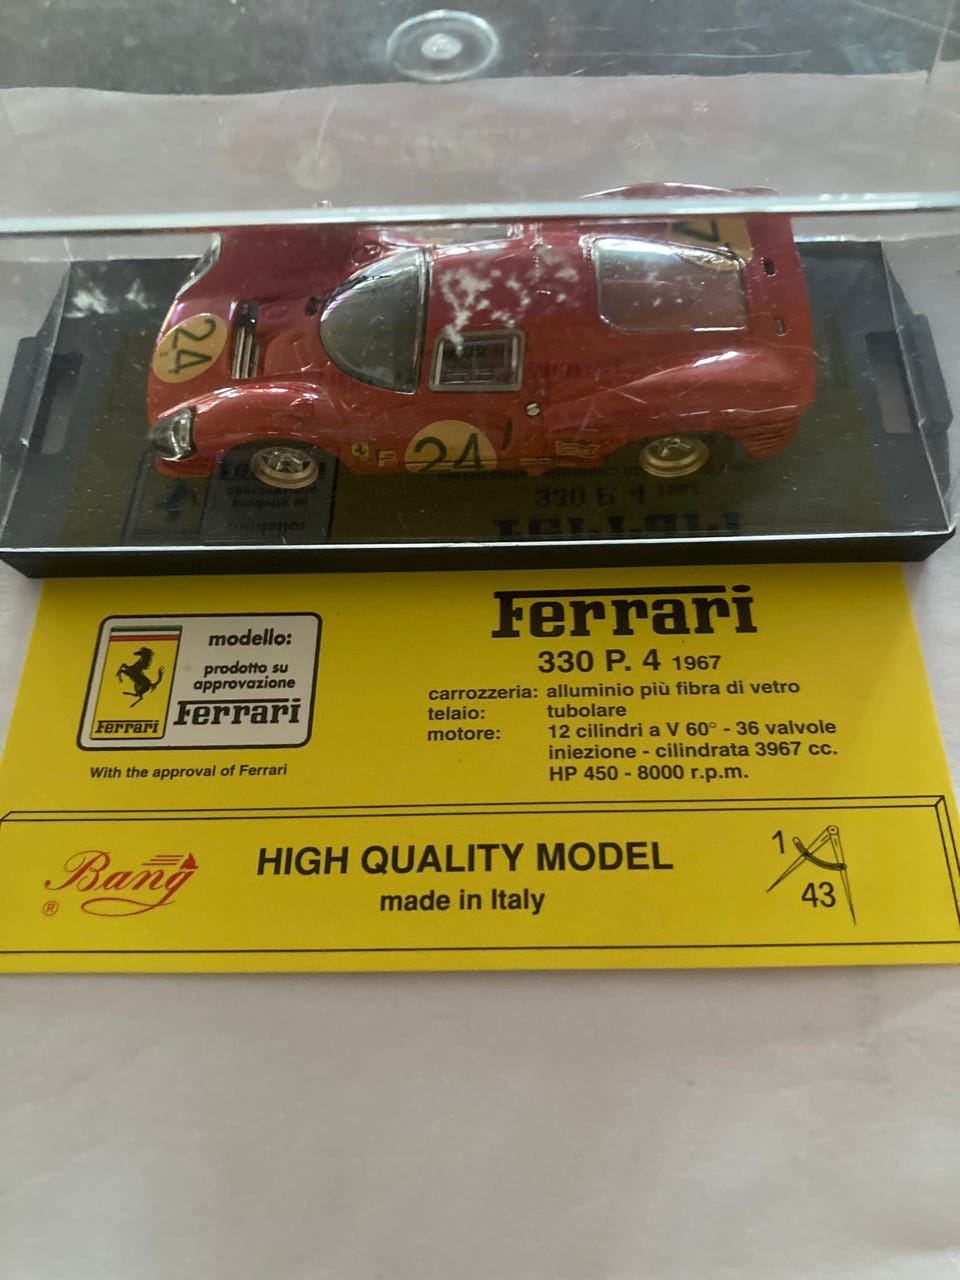 24
24
Ferrari
modello:
prodotto su
approvazione
Ferrari
With the approval of Ferrari
Ferrari
330 P. 4 1967
carrozzeria: alluminio più fibra di vetro
telaio: tubolare
motore: 12 cilindri a V 60° - 36 valvole
iniezione - cilindrata 3967 cc.
HP 450 - 8000 r.p.m.
Bang
®
HIGH QUALITY MODEL
made in Italy
1
43